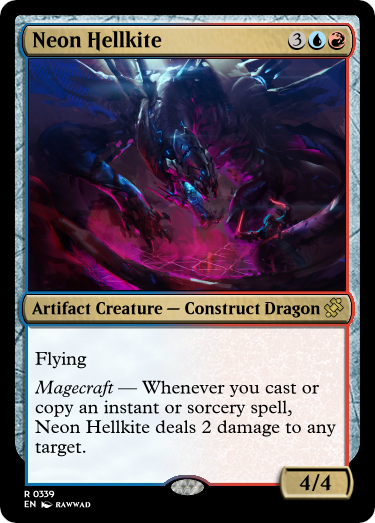 Neon Hellkite 3
Artifact Creature — Construct Dragon
Flying
Magecraft — Whenever you cast or
copy an instant or sorcery spell,
Neon Hellkite deals 2 damage to any
target.
4/4
R 0339
EN RAWWAD